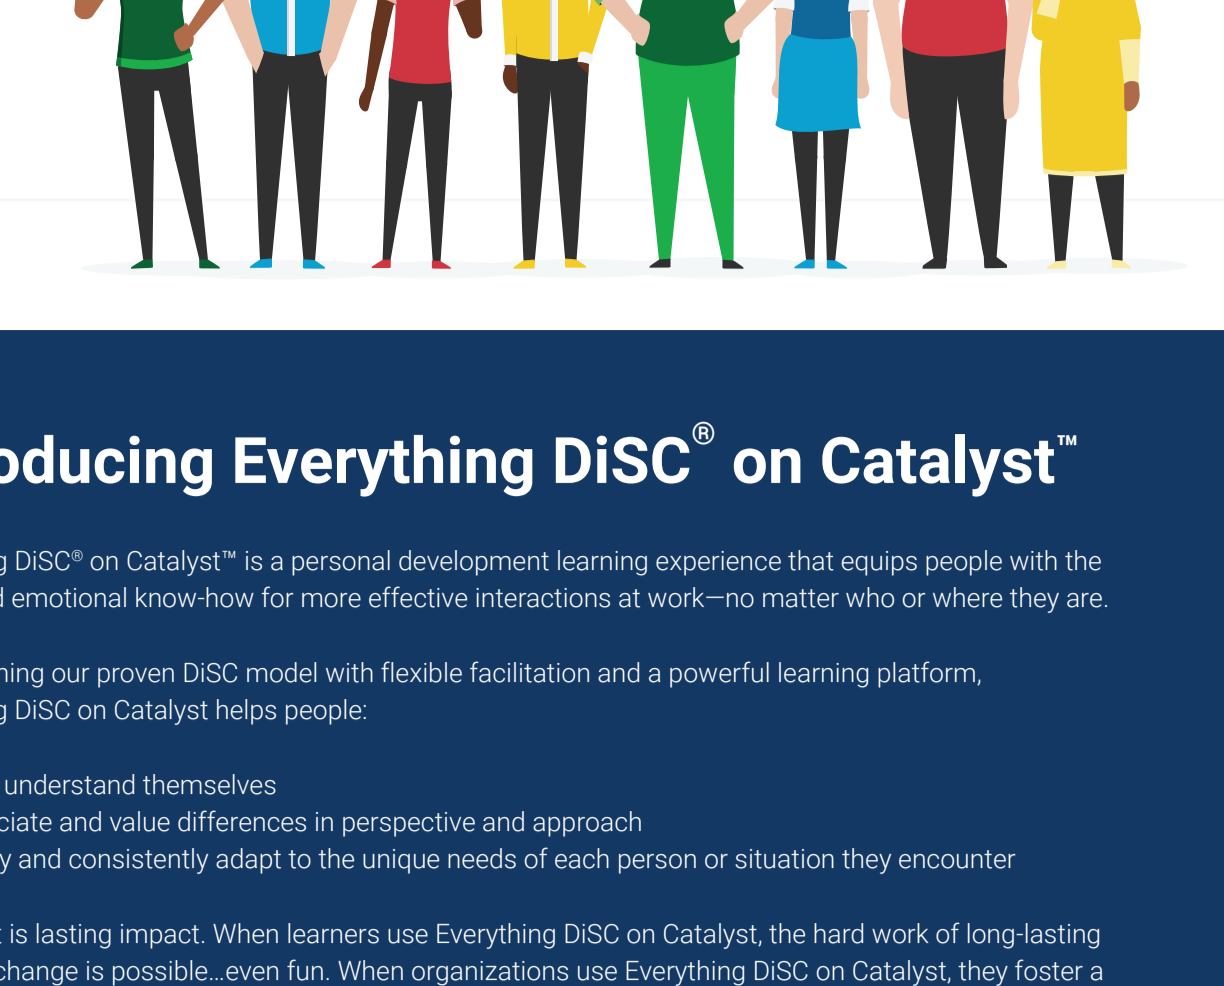 oducing Everything DiSC® on Catalyst™
g DiSC® on Catalyst™ is a personal development learning experience that equips people with the
d emotional know-how for more effective interactions at work—no matter who or where they are.
ning our proven DiSC model with flexible facilitation and a powerful learning platform,
g DiSC on Catalyst helps people:
understand themselves
ciate and value differences in perspective and approach
y and consistently adapt to the unique needs of each person or situation they encounter
t is lasting impact. When learners use Everything DiSC on Catalyst, the hard work of long-lasting
change is possible…even fun. When organizations use Everything DiSC on Catalyst, they foster a